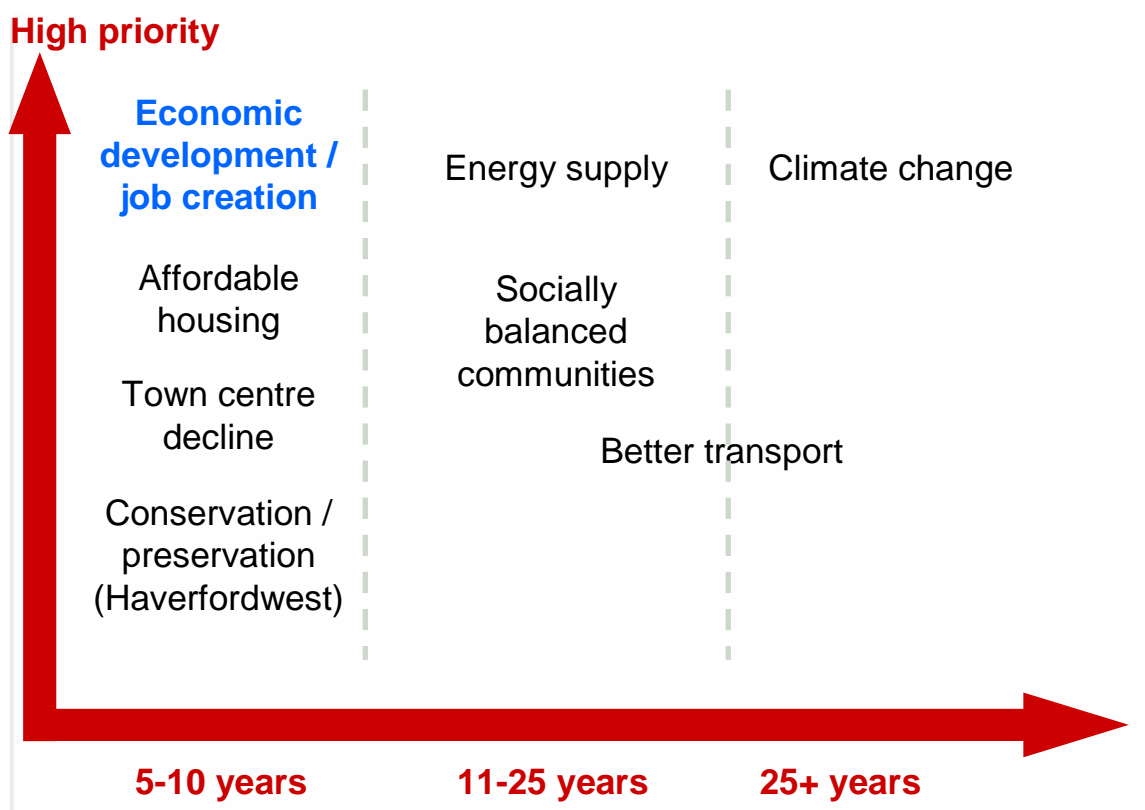 High priority
Economic
development /
job creation
Energy supply
Climate change
Affordable
housing
Socially
balanced
communities
Town centre
decline
Better transport
Conservation /
preservation
(Haverfordwest)
5-10 years
11-25 years
25+ years